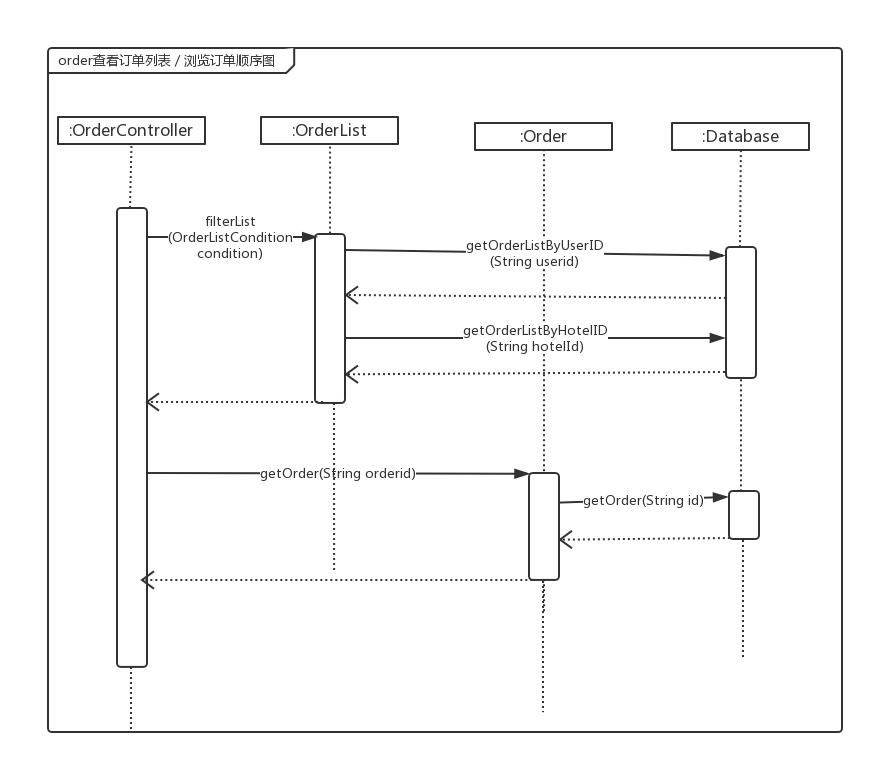 order查看订单列表 / 浏览订单顺序图
:OrderController
:OrderList
:Order
:Database
filterList
(OrderListCondition
condition)
getOrderListByUserID
(String userid)
getOrderListByHotelID
(String hotelId)
getOrder(String orderid)
getOrder(String id)